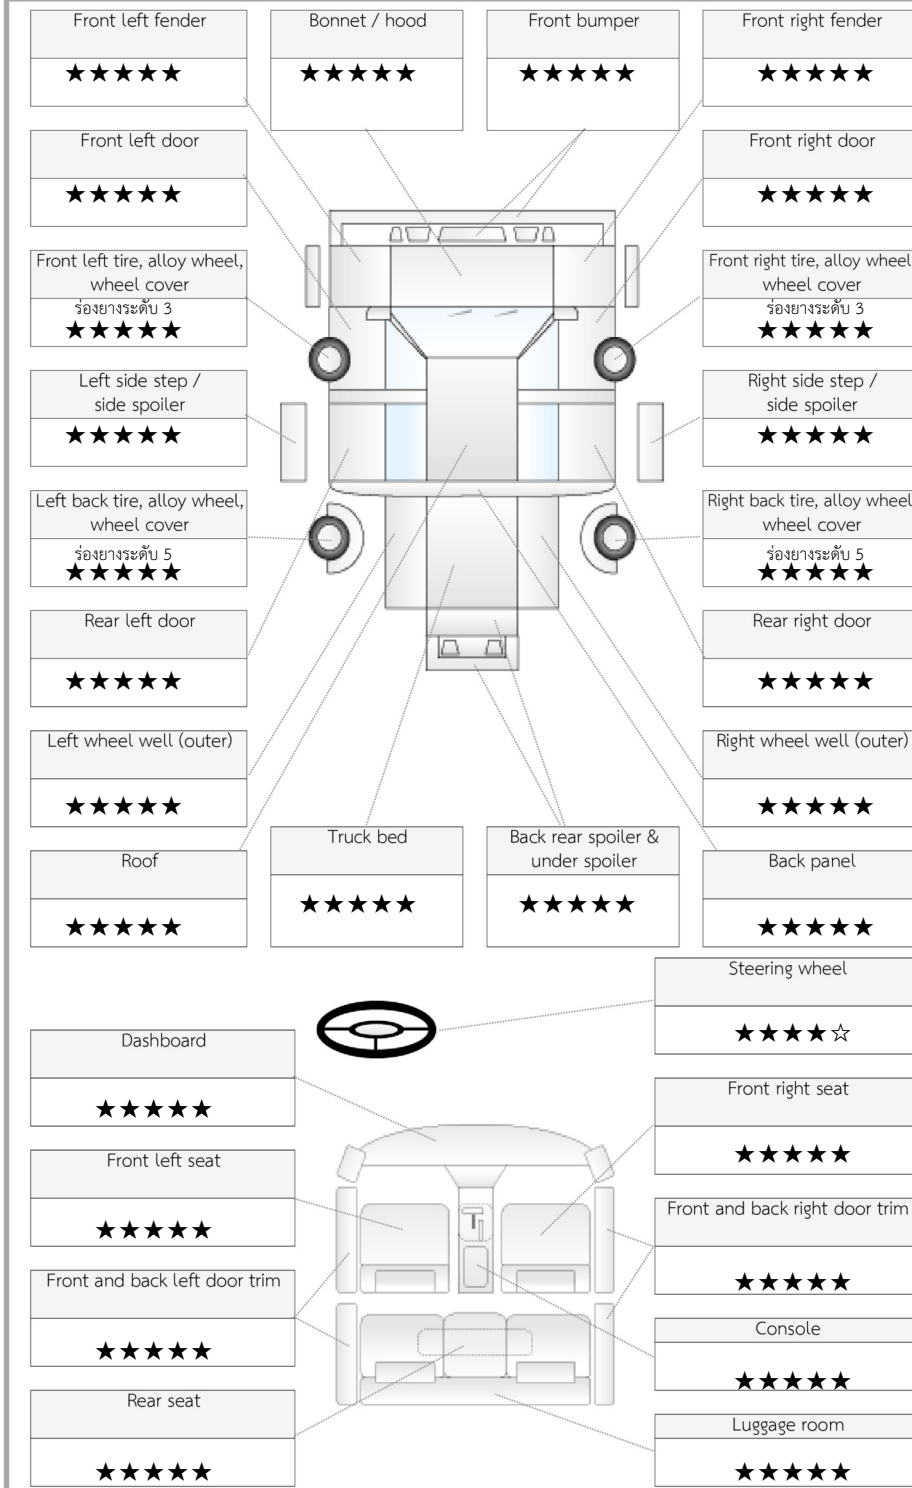 Front left fender
★★★★★
Bonnet / hood
★★★★★
Front bumper
★★★★★
Front right fender
★★★★★
Front left door
★★★★★
Front right door
★★★★★
Front left tire, alloy wheel,
wheel cover
ร่องยางระดับ 3
★★★★★
Front right tire, alloy wheel
wheel cover
ร่องยางระดับ 3
★★★★★
Left side step /
side spoiler
★★★★★
Right side step /
side spoiler
★★★★★
Left back tire, alloy wheel,
wheel cover
ร่องยางระดับ 5
★★★★★
Right back tire, alloy wheel
wheel cover
ร่องยางระดับ 5
★★★★★
Rear left door
★★★★★
Rear right door
★★★★★
Left wheel well (outer)
★★★★★
Right wheel well (outer)
★★★★★
Roof
★★★★★
Truck bed
★★★★★
Back rear spoiler &
under spoiler
★★★★★
Back panel
★★★★★
Steering wheel
★★★★☆
Dashboard
★★★★★
Front right seat
★★★★★
Front left seat
★★★★★
Front and back right door trim
★★★★★
Front and back left door trim
★★★★★
Console
★★★★★
Rear seat
★★★★★
Luggage room
★★★★★